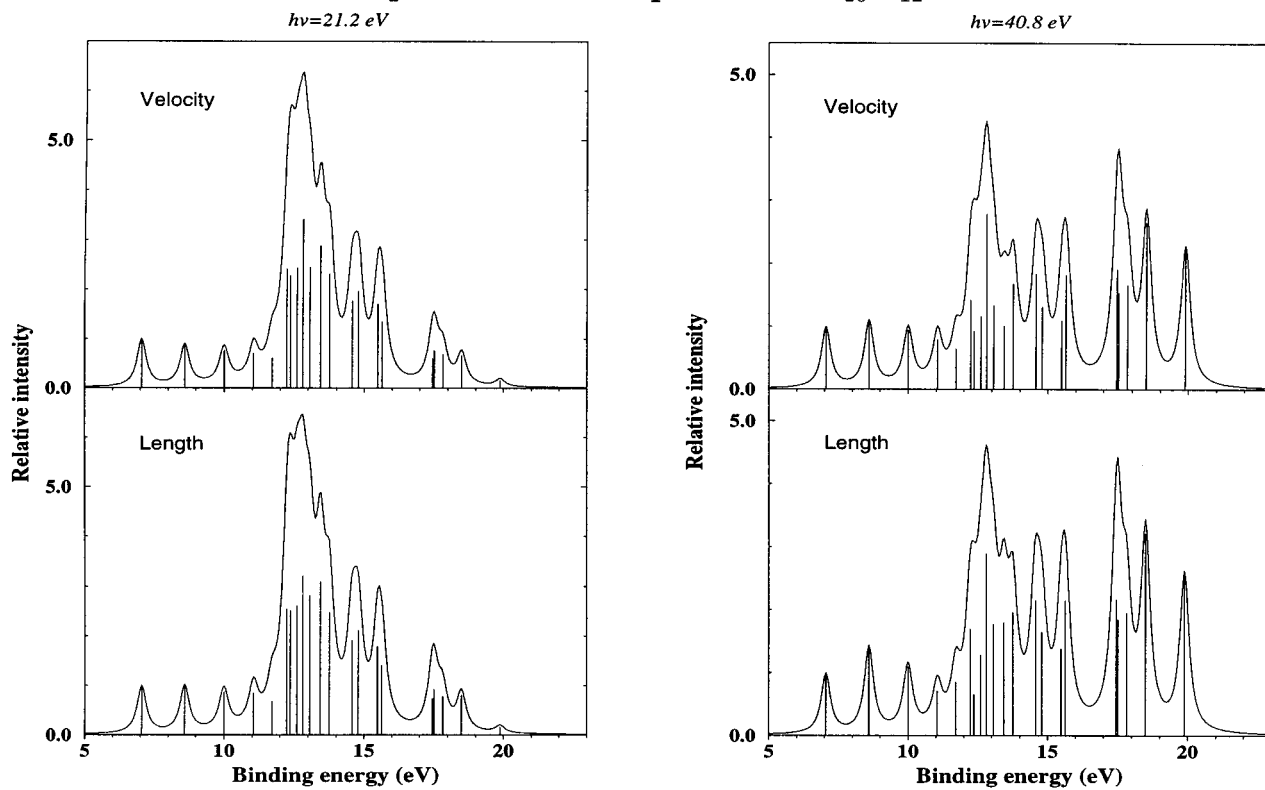 hν=21.2 eV
hν=40.8 eV
Velocity
5.0
0.0
Relative intensity
Length
5.0
0.0
5 10 15 20
Binding energy (eV)
5.0
Velocity
0.0
Relative intensity
5.0
Length
0.0
5 10 15 20
Binding energy (eV)